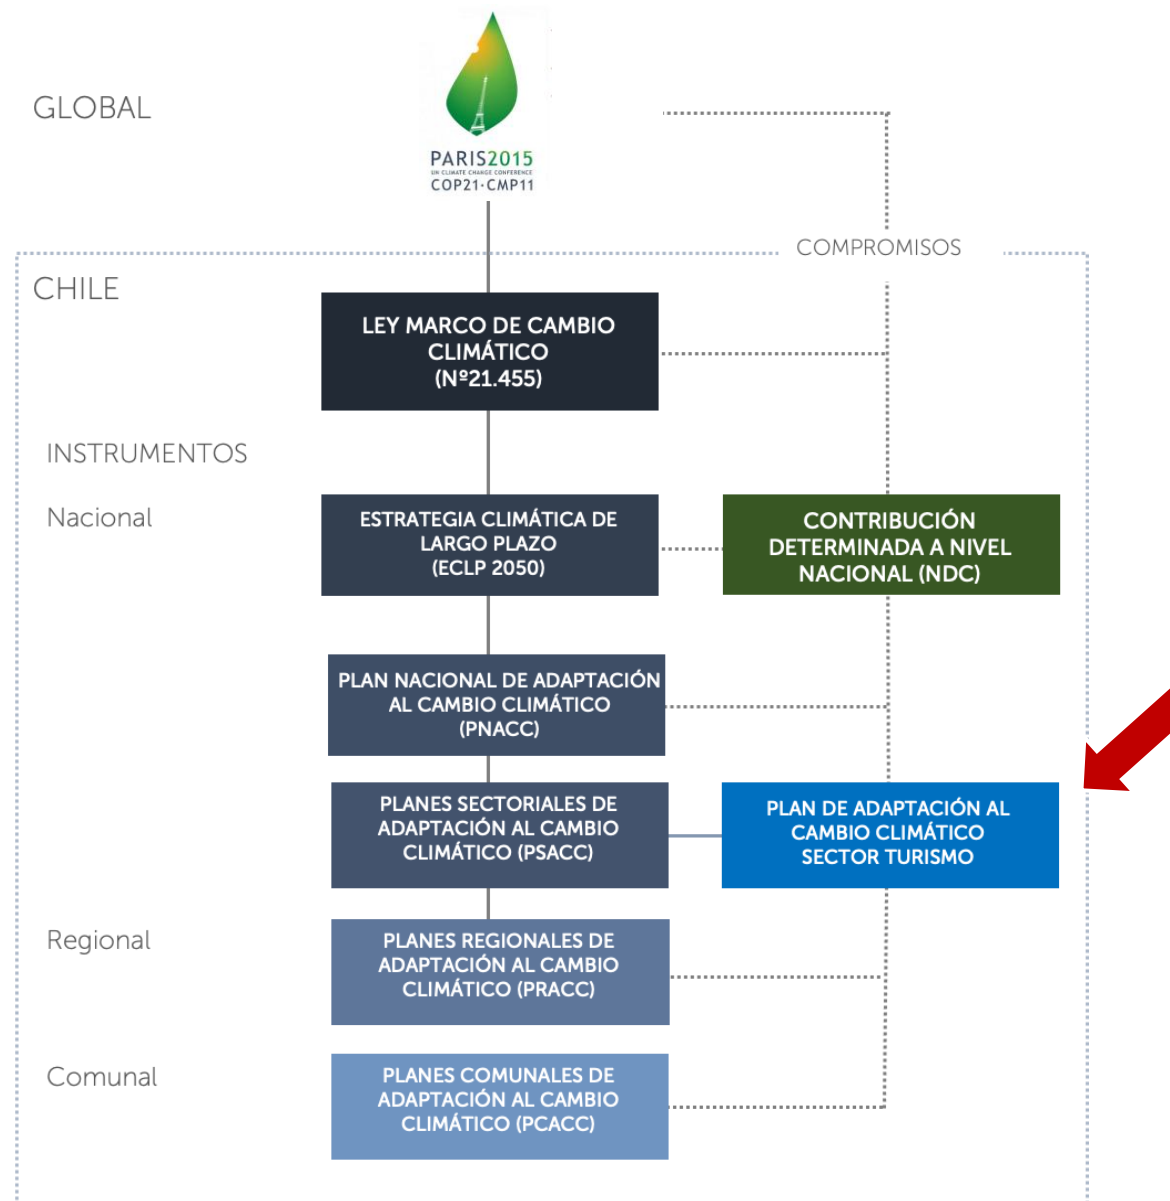 GLOBAL
PARIS2015
UN CLIMATE CHANGE CONFERENCE
COP21·CMP11
COMPROMISOS
CHILE
LEY MARCO DE CAMBIO
CLIMÁTICO
(Nº21.455)
INSTRUMENTOS
Nacional
ESTRATEGIA CLIMÁTICA DE
LARGO PLAZO
(ECLP 2050)
CONTRIBUCIÓN
DETERMINADA A NIVEL
NACIONAL (NDC)
PLAN NACIONAL DE ADAPTACIÓN
AL CAMBIO CLIMÁTICO
(PNACC)
PLANES SECTORIALES DE
ADAPTACIÓN AL CAMBIO
CLIMÁTICO (PSACC)
PLAN DE ADAPTACIÓN AL
CAMBIO CLIMÁTICO
SECTOR TURISMO
Regional
PLANES REGIONALES DE
ADAPTACIÓN AL CAMBIO
CLIMÁTICO (PRACC)
Comunal
PLANES COMUNALES DE
ADAPTACIÓN AL CAMBIO
CLIMÁTICO (PCACC)